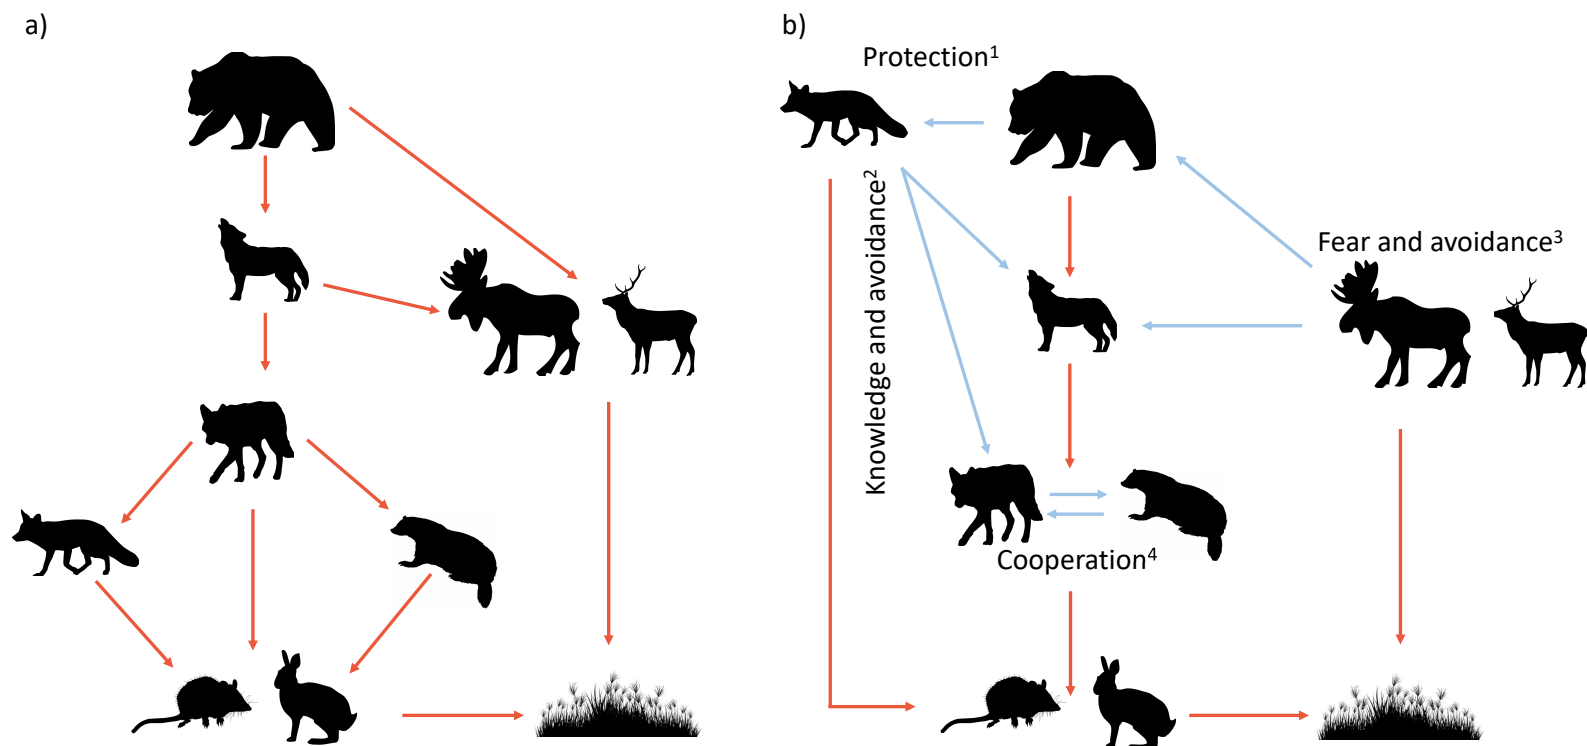 a)
b)
Protection¹
Knowledge and avoidance²
Fear and avoidance³
Cooperation⁴